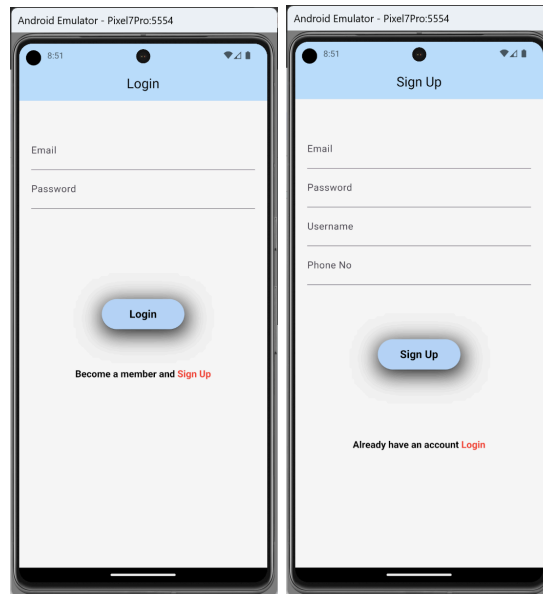 Android Emulator - Pixel7Pro:5554
8:51
Login
Email
Password
Login
Become a member and Sign Up
Android Emulator - Pixel7Pro:5554
8:51
Sign Up
Email
Password
Username
Phone No
Sign Up
Already have an account Login